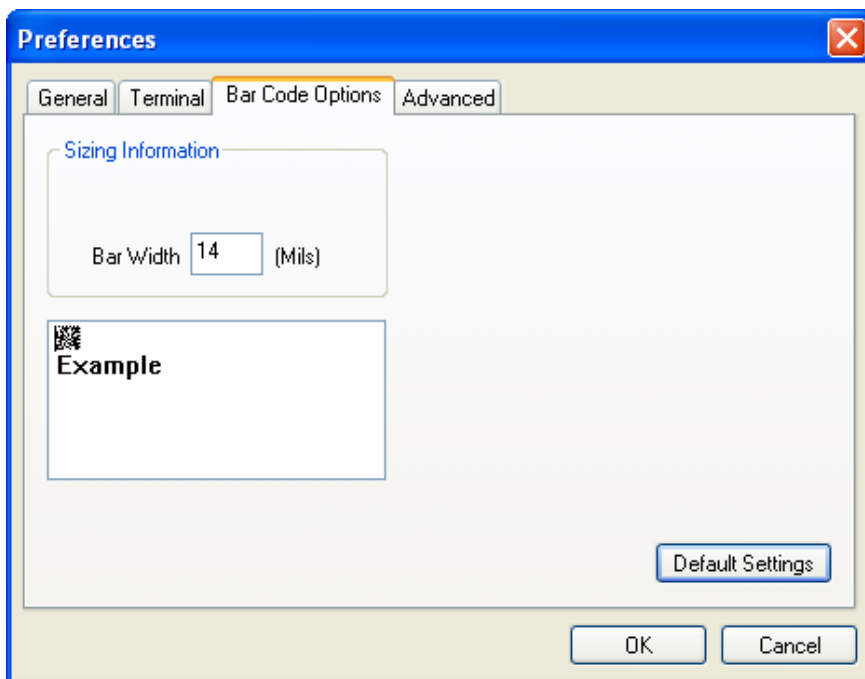 Preferences
General Terminal Bar Code Options Advanced
Sizing Information
Bar Width 14 (Mils)
Example
Default Settings
OK Cancel